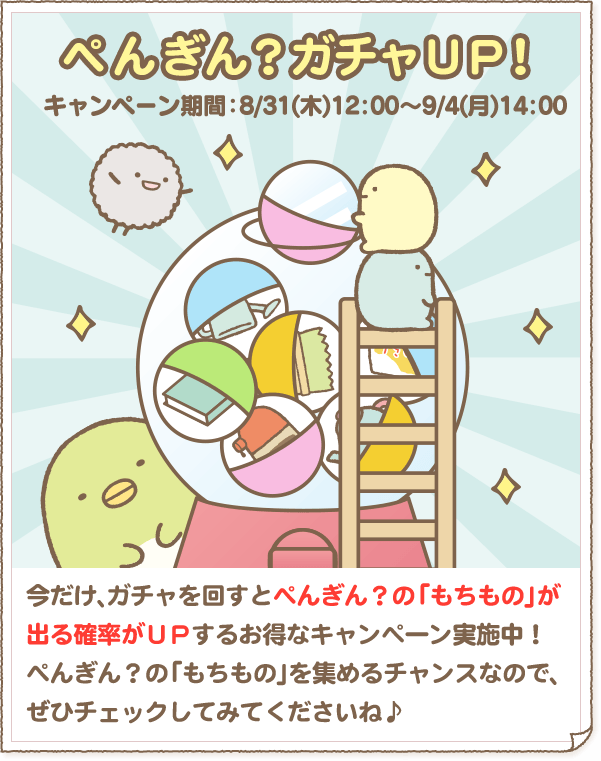 ぺんぎん？ガチャUP！
キャンペーン期間：8/31(木)12：00～9/4(月)14：00
今だけ、ガチャを回すとぺんぎん？の「もちもの」が
出る確率がＵＰするお得なキャンペーン実施中！
ぺんぎん？の「もちもの」を集めるチャンスなので、
ぜひチェックしてみてくださいね♪